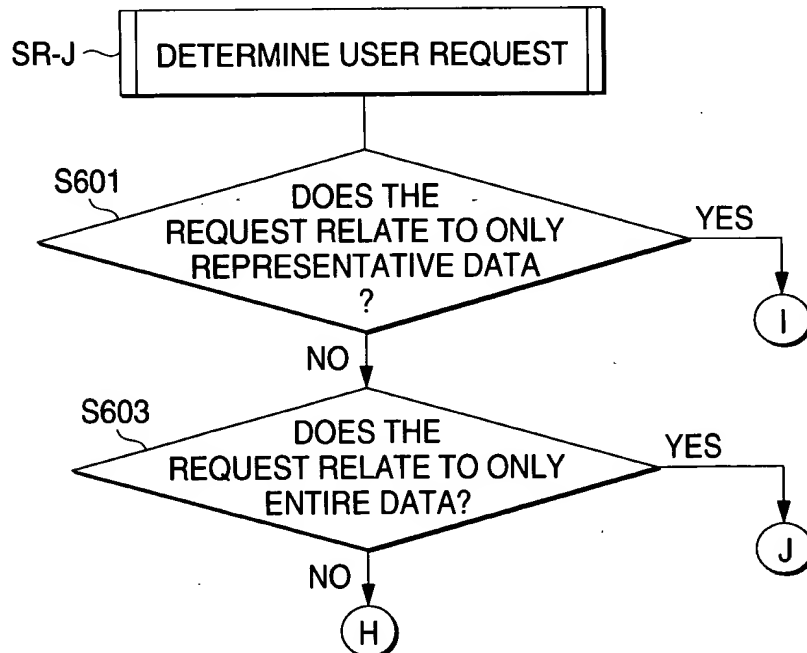 SR-J
DETERMINE USER REQUEST
S601
DOES THE
REQUEST RELATE TO ONLY
REPRESENTATIVE DATA
?
YES
I
NO
S603
DOES THE
REQUEST RELATE TO ONLY
ENTIRE DATA?
YES
J
NO
H